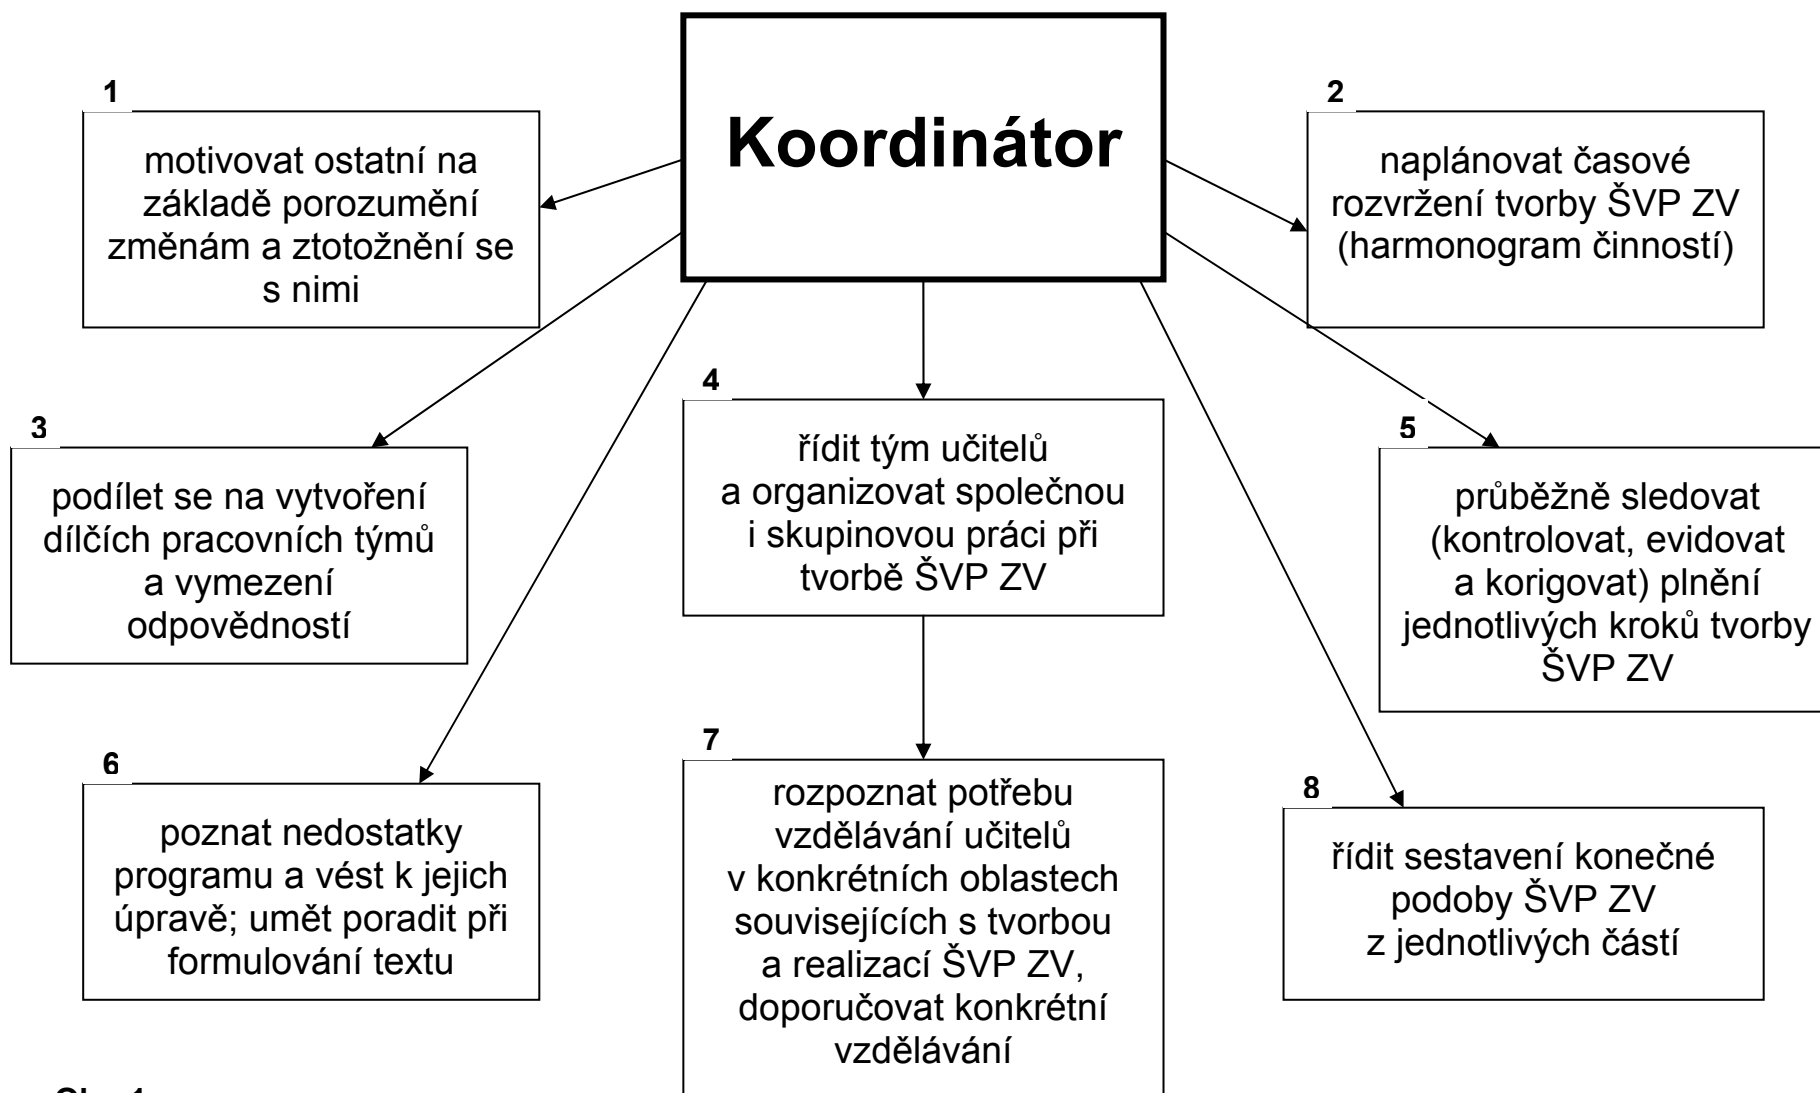 Koordinátor
1
motivovat ostatní na
základě porozumění
změnám a ztotožnění se
s nimi
2
naplánovat časové
rozvržení tvorby ŠVP ZV
(harmonogram činností)
3
podílet se na vytvoření
dílčích pracovních týmů
a vymezení
odpovědností
4
řídit tým učitelů
a organizovat společnou
i skupinovou práci při
tvorbě ŠVP ZV
5
průběžně sledovat
(kontrolovat, evidovat
a korigovat) plnění
jednotlivých kroků tvorby
ŠVP ZV
6
poznat nedostatky
programu a vést k jejich
úpravě; umět poradit při
formulování textu
7
rozpoznat potřebu
vzdělávání učitelů
v konkrétních oblastech
souvisejících s tvorbou
a realizací ŠVP ZV,
doporučovat konkrétní
vzdělávání
8
řídit sestavení konečné
podoby ŠVP ZV
z jednotlivých částí